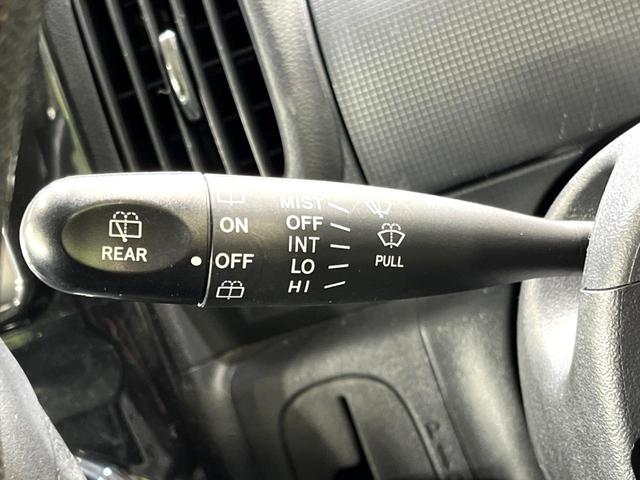 REAR
ON
OFF
MIST
OFF
INT
LO
HI
PULL